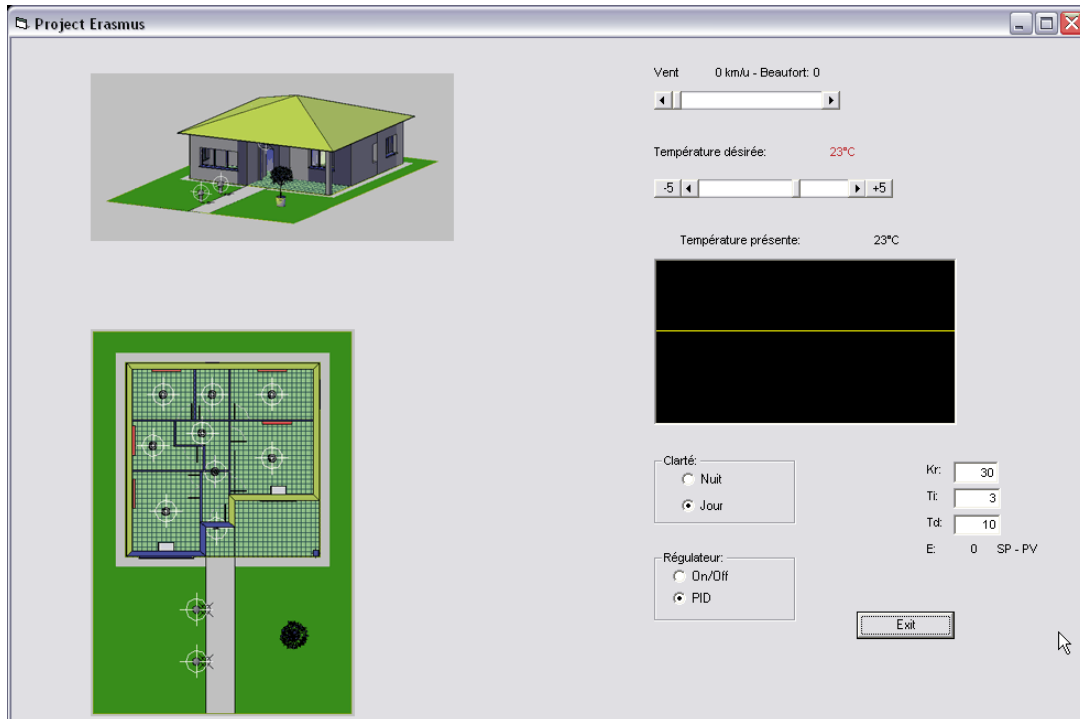 Project Erasmus
Vent 0 km/u - Beaufort: 0
Température désirée: 23°C
-5 +5
Température présente: 23°C
Clarté:
Nuit
Jour
Kr: 30
Ti: 3
Td: 10
E: 0 SP - PV
Régulateur:
On/Off
PID
Exit